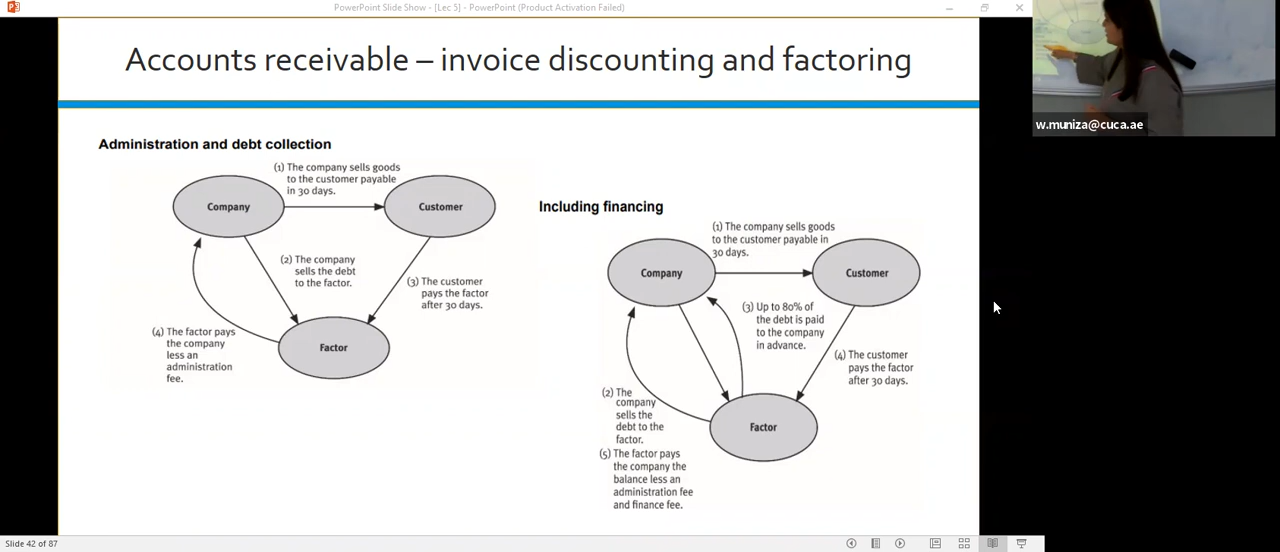 PowerPoint Slide Show - [Lec 3] - PowerPoint (Product Activation Failed)
Accounts receivable – invoice discounting and factoring
w.muniza@cuca.ae
Administration and debt collection
(1) The company sells goods
to the customer payable
in 30 days.
Company
Customer
(2) The company
sells the debt
to the factor.
(3) The customer
pays the factor
after 30 days.
(4) The factor pays
the company
less an
administration
fee.
Factor
Including financing
(1) The company sells goods
to the customer payable in
30 days.
Company
Customer
(3) Up to 80% of
the debt is paid
to the company
in advance.
(4) The customer
pays the factor
after 30 days.
(2) The
company
sells the
debt to the
factor.
Factor
(5) The factor pays
the company the
balance less an
administration fee
and finance fee.
Slide 42 of 87